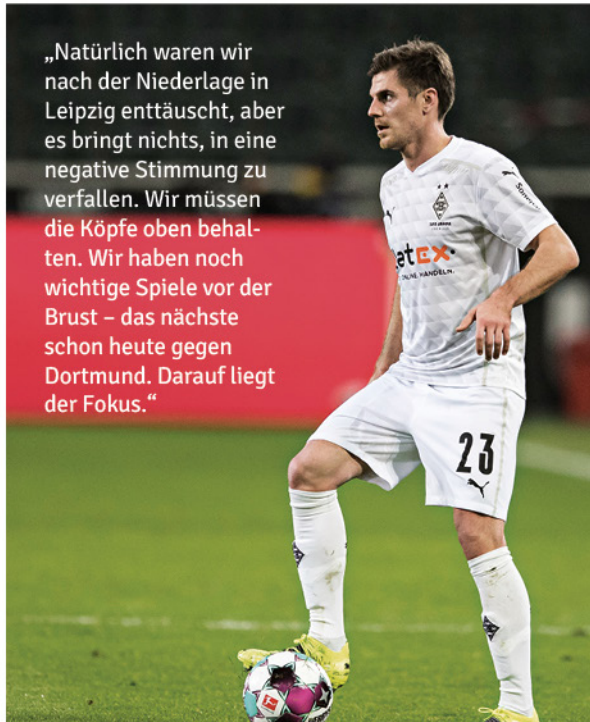 „Natürlich waren wir
nach der Niederlage in
Leipzig enttäuscht, aber
es bringt nichts, in eine
negative Stimmung zu
verfallen. Wir müssen
die Köpfe oben behal-
ten. Wir haben noch
wichtige Spiele vor der
Brust – das nächste
schon heute gegen
Dortmund. Darauf liegt
der Fokus.“
atEX
ONLINE. HANDELN.
23